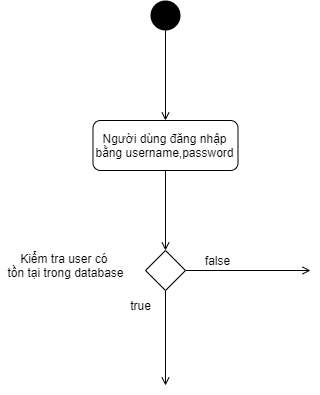 Người dùng đăng nhập
bằng username,password
Kiểm tra user có
tồn tại trong database
false
true